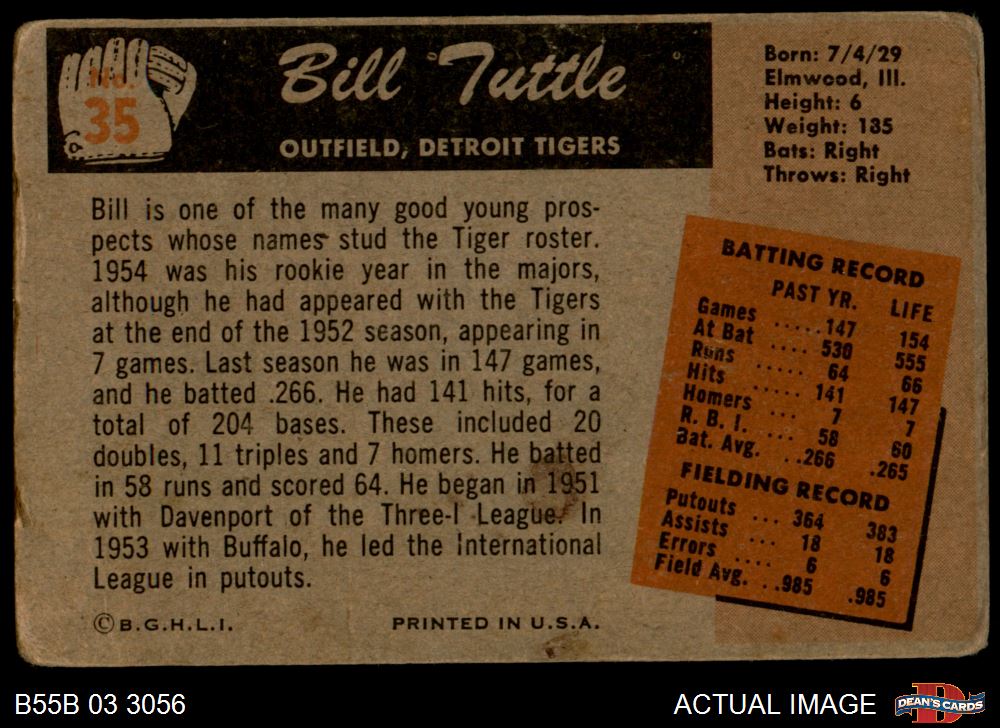 No.
35
Bill Tuttle
OUTFIELD, DETROIT TIGERS
Born: 7/4/29
Elmwood, Ill.
Height: 6
Weight: 185
Bats: Right
Throws: Right
Bill is one of the many good young pros-
pects whose names stud the Tiger roster.
1954 was his rookie year in the majors,
although he had appeared with the Tigers
at the end of the 1952 season, appearing in
7 games. Last season he was in 147 games,
and he batted .266. He had 141 hits, for a
total of 204 bases. These included 20
doubles, 11 triples and 7 homers. He batted
in 58 runs and scored 64. He began in 1951
with Davenport of the Three-I League. In
1953 with Buffalo, he led the International
League in putouts.
BATTING RECORD
PAST YR. LIFE
Games .....147 154
At Bat .... 530 555
Runs ..... 64 66
Hits ..... 141 147
Homers ... 7 7
R. B. I. .... 58 60
Bat. Avg. ..266 .265
FIELDING RECORD
Putouts ... 364 383
Assists ... 18 18
Errors .... 6 6
Field Avg. ..985 .985
© B.G.H.L.I.
PRINTED IN U.S.A.
B55B 03 3056
ACTUAL IMAGE
D
DEAN'S CARDS